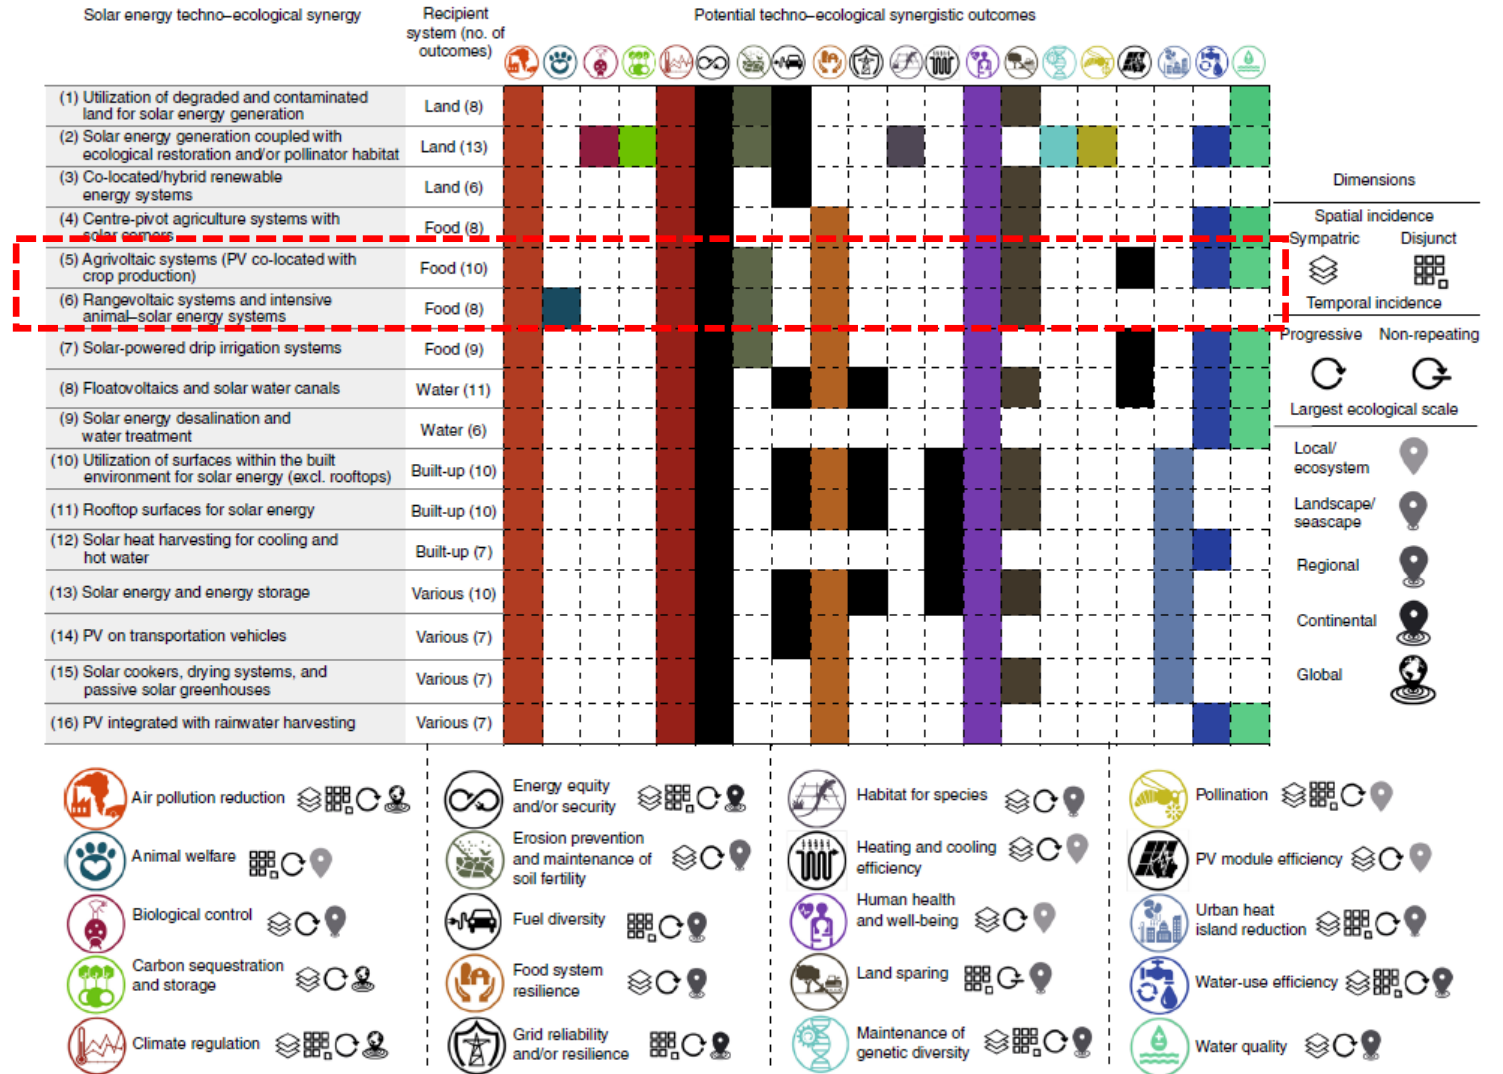 Solar energy techno–ecological synergy
Recipient
system (no. of
outcomes)
Potential techno–ecological synergistic outcomes
(1) Utilization of degraded and contaminated
land for solar energy generation
Land (8)
(2) Solar energy generation coupled with
ecological restoration and/or pollinator habitat
Land (13)
(3) Co-located/hybrid renewable
energy systems
Land (6)
(4) Centre-pivot agriculture systems with
solar corners
Food (8)
(5) Agrivoltaic systems (PV co-located with
crop production)
Food (10)
(6) Rangevoltaic systems and intensive
animal–solar energy systems
Food (8)
(7) Solar-powered drip irrigation systems
Food (9)
(8) Floatovoltaics and solar water canals
Water (11)
(9) Solar energy desalination and
water treatment
Water (6)
(10) Utilization of surfaces within the built
environment for solar energy (excl. rooftops)
Built-up (10)
(11) Rooftop surfaces for solar energy
Built-up (10)
(12) Solar heat harvesting for cooling and
hot water
Built-up (7)
(13) Solar energy and energy storage
Various (10)
(14) PV on transportation vehicles
Various (7)
(15) Solar cookers, drying systems, and
passive solar greenhouses
Various (7)
(16) PV integrated with rainwater harvesting
Various (7)
Dimensions
Spatial incidence
Sympatric
Disjunct
Temporal incidence
Progressive
Non-repeating
Largest ecological scale
Local/
ecosystem
Landscape/
seascape
Regional
Continental
Global
Air pollution reduction
Animal welfare
Biological control
Carbon sequestration
and storage
Climate regulation
Energy equity
and/or security
Erosion prevention
and maintenance of
soil fertility
Fuel diversity
Food system
resilience
Grid reliability
and/or resilience
Habitat for species
Heating and cooling
efficiency
Human health
and well-being
Land sparing
Maintenance of
genetic diversity
Pollination
PV module efficiency
Urban heat
island reduction
Water-use efficiency
Water quality